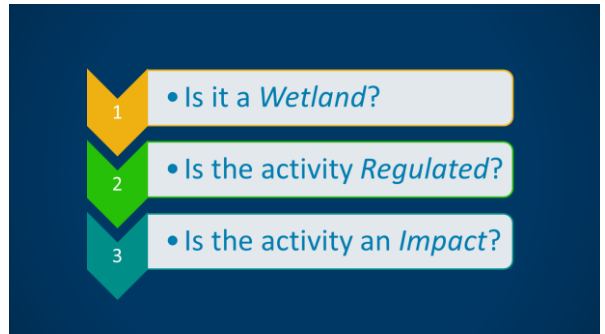 1
• Is it a Wetland?
2
• Is the activity Regulated?
3
• Is the activity an Impact?